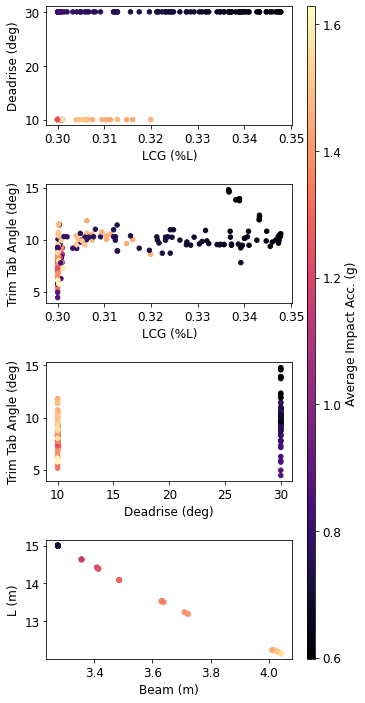 30
20
10
Deadrise (deg)
0.30 0.31 0.32 0.33 0.34 0.35
LCG (%L)
15
10
5
Trim Tab Angle (deg)
0.30 0.31 0.32 0.33 0.34 0.35
LCG (%L)
15
10
5
Trim Tab Angle (deg)
10 15 20 25 30
Deadrise (deg)
15
14
13
L (m)
3.4 3.6 3.8 4.0
Beam (m)
1.6
1.4
1.2
1.0
0.8
0.6
Average Impact Acc. (g)